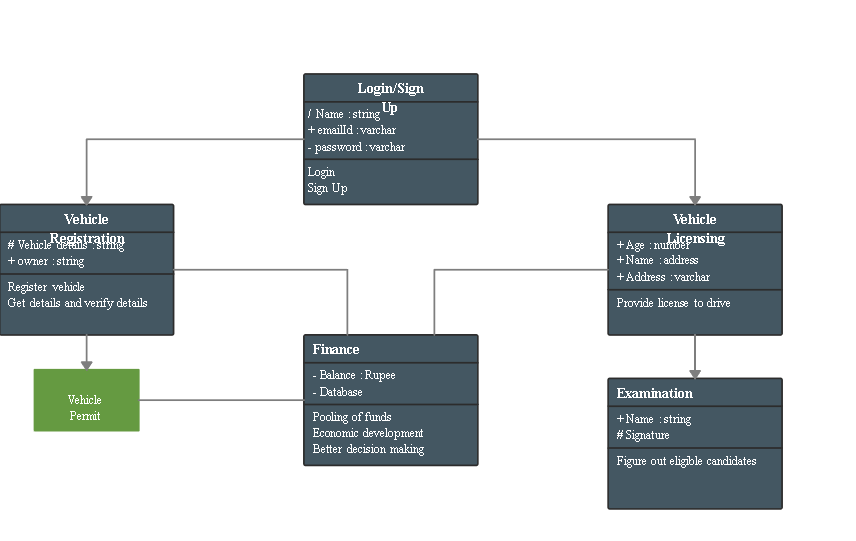 Login/Sign
Up
/ Name : string
+ emailId : varchar
- password : varchar
Login
Sign Up
Vehicle
Registration
# Vehicle details : string
+ owner : string
Register vehicle
Get details and verify details
Vehicle
Licensing
+ Age : number
+ Name : address
+ Address : varchar
Provide license to drive
Finance
- Balance : Rupee
- Database
Pooling of funds
Economic development
Better decision making
Vehicle
Permit
Examination
+ Name : string
# Signature
Figure out eligible candidates